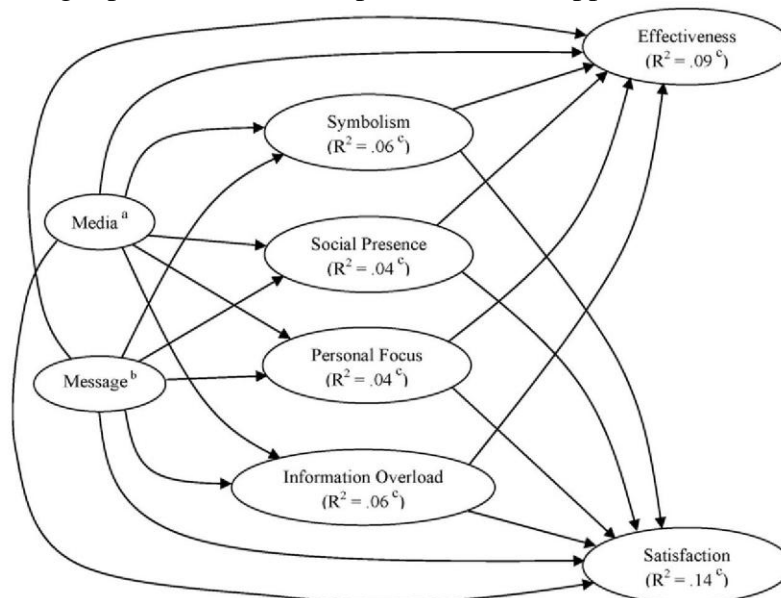 Effectiveness
(R² = .09 ᶜ)
Symbolism
(R² = .06 ᶜ)
Media ᵃ
Social Presence
(R² = .04 ᶜ)
Personal Focus
(R² = .04 ᶜ)
Message ᵇ
Information Overload
(R² = .06 ᶜ)
Satisfaction
(R² = .14 ᶜ)